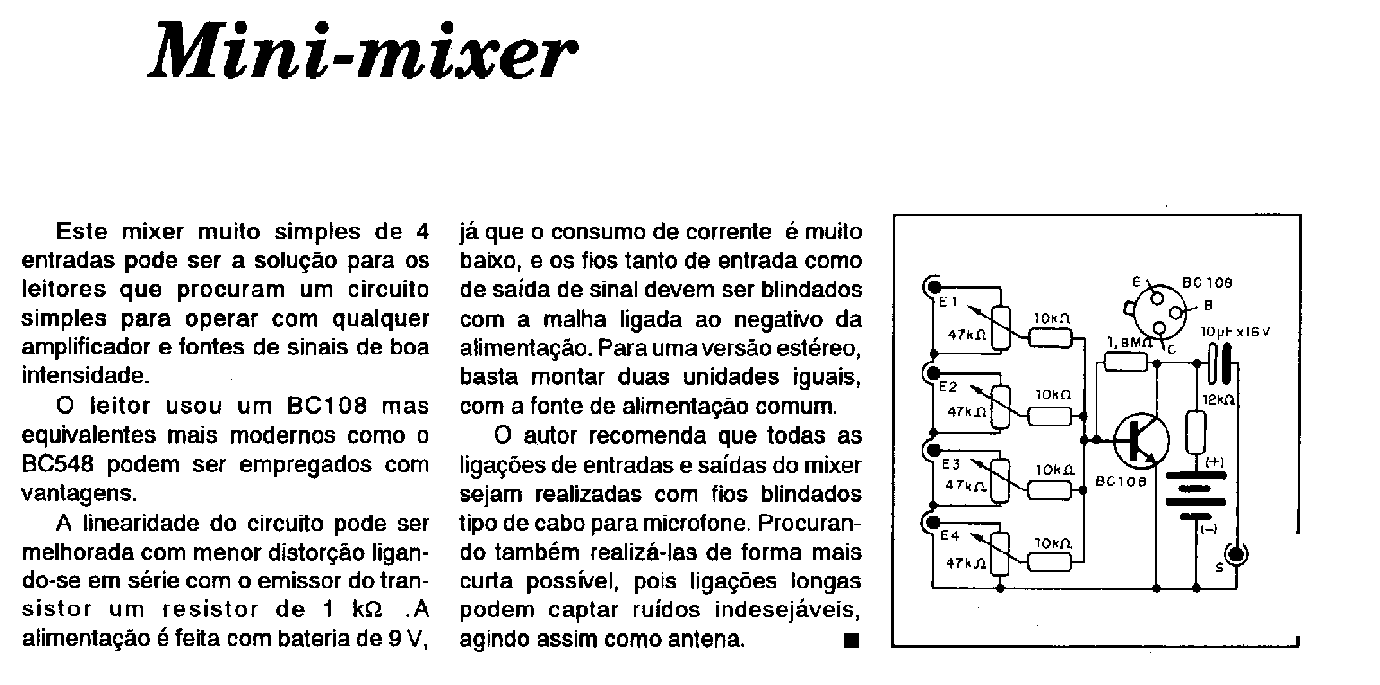 Mini-mixer
Este mixer muito simples de 4
entradas pode ser a solução para os
leitores que procuram um circuito
simples para operar com qualquer
amplificador e fontes de sinais de boa
intensidade.
O leitor usou um BC108 mas
equivalentes mais modernos como o
BC548 podem ser empregados com
vantagens.
A linearidade do circuito pode ser
melhorada com menor distorção ligan-
do-se em série com o emissor do tran-
sistor um resistor de 1 kΩ .A
alimentação é feita com bateria de 9 V,
já que o consumo de corrente é muito
baixo, e os fios tanto de entrada como
de saída de sinal devem ser blindados
com a malha ligada ao negativo da
alimentação. Para uma versão estéreo,
basta montar duas unidades iguais,
com a fonte de alimentação comum.
O autor recomenda que todas as
ligações de entradas e saídas do mixer
sejam realizadas com fios blindados
tipo de cabo para microfone. Procuran-
do também realizá-las de forma mais
curta possível, pois ligações longas
podem captar ruídos indesejáveis,
agindo assim como antena.
E1
47kΩ
10kΩ
E2
47kΩ
10kΩ
E3
47kΩ
10kΩ
E4
47kΩ
10kΩ
E
BC108
B
C
1,8MΩ
10µFx16V
12kΩ
BC108
(+)
(−)
S